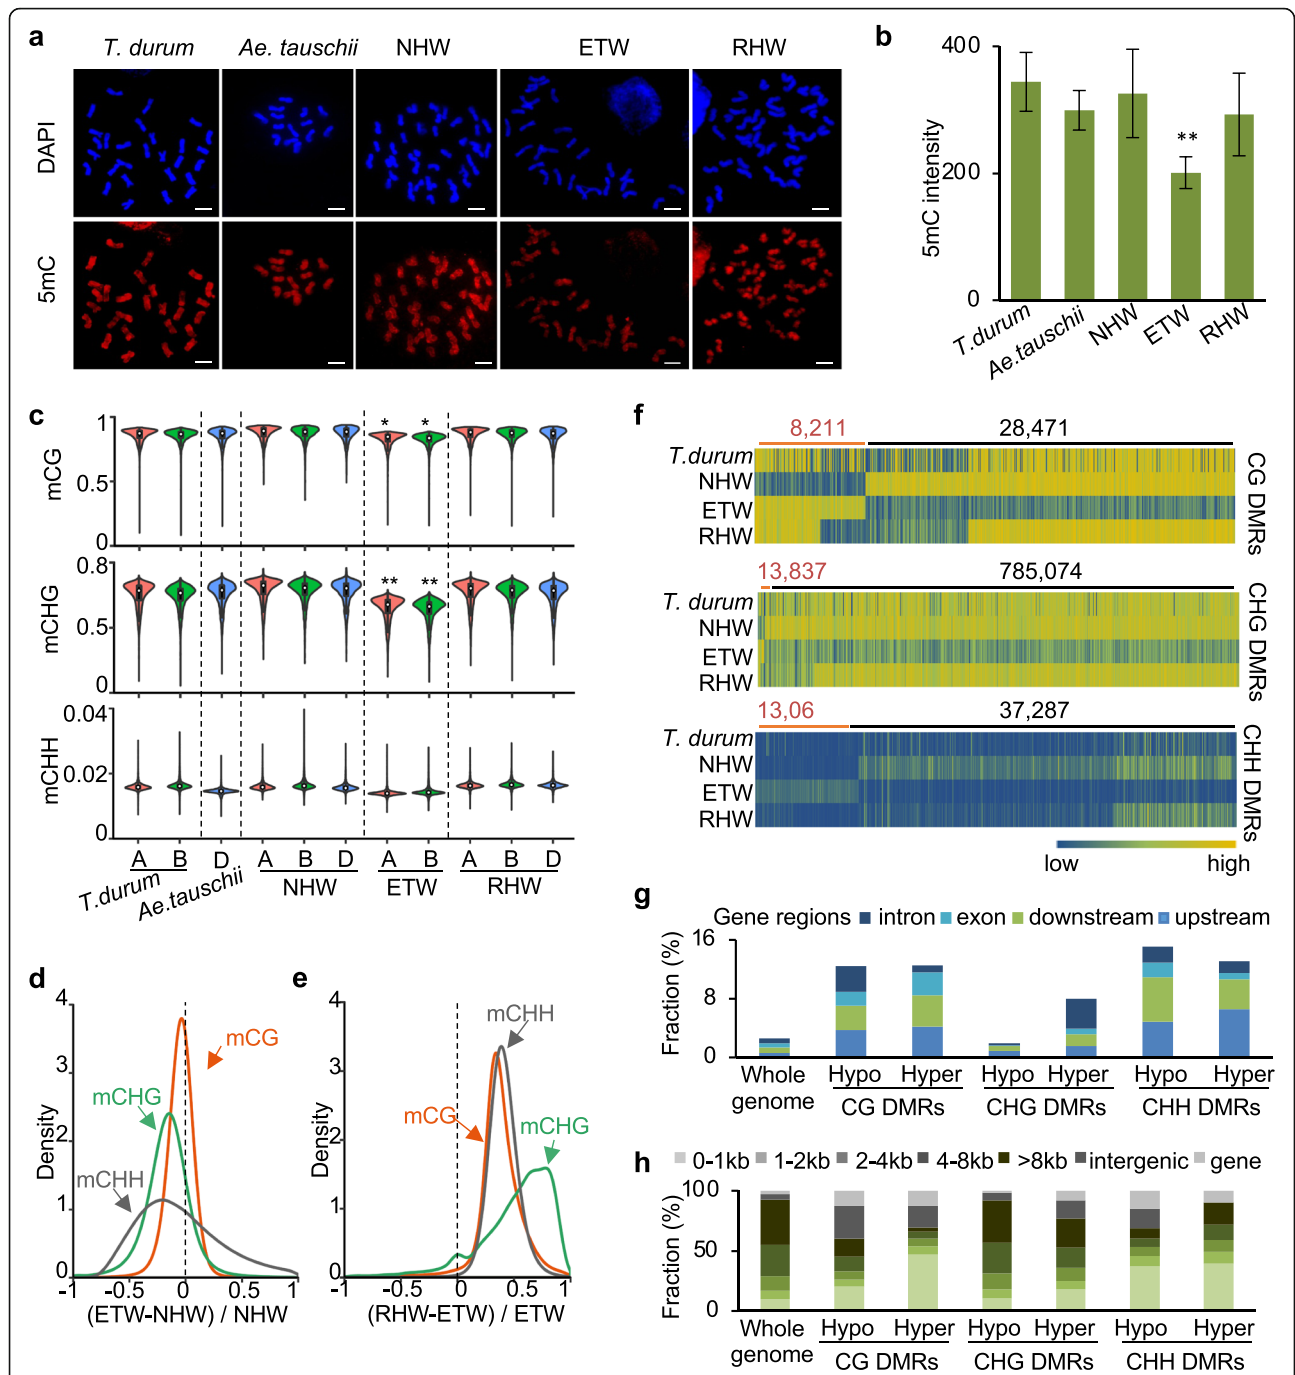 a
T. durum Ae. tauschii NHW ETW RHW
DAPI
5mC
b
5mC intensity
400
200
0
T.durum Ae.tauschii NHW ETW RHW
**
c
mCG
1
0.5
0
* *
mCHG
0.8
0.5
0
** **
mCHH
0.04
0.02
0
A B D A B D A B A B D
T.durum Ae.tauschii NHW ETW RHW
f
8,211 28,471
T.durum
NHW
ETW
RHW
CG DMRs
13,837 785,074
T. durum
NHW
ETW
RHW
CHG DMRs
13,06 37,287
T. durum
NHW
ETW
RHW
CHH DMRs
low high
d
Density
4
3
2
1
0
mCG
mCHG
mCHH
-1 -0.5 0 0.5 1
(ETW-NHW) / NHW
e
Density
4
3
2
1
0
mCHH
mCG
mCHG
-1 -0.5 0 0.5 1
(RHW-ETW) / ETW
g
Gene regions intron exon downstream upstream
Fraction (%)
16
8
0
Whole genome
Hypo Hyper Hypo Hyper Hypo Hyper
CG DMRs CHG DMRs CHH DMRs
h
0-1kb 1-2kb 2-4kb 4-8kb >8kb intergenic gene
Fraction (%)
100
50
0
Whole genome
Hypo Hyper Hypo Hyper Hypo Hyper
CG DMRs CHG DMRs CHH DMRs